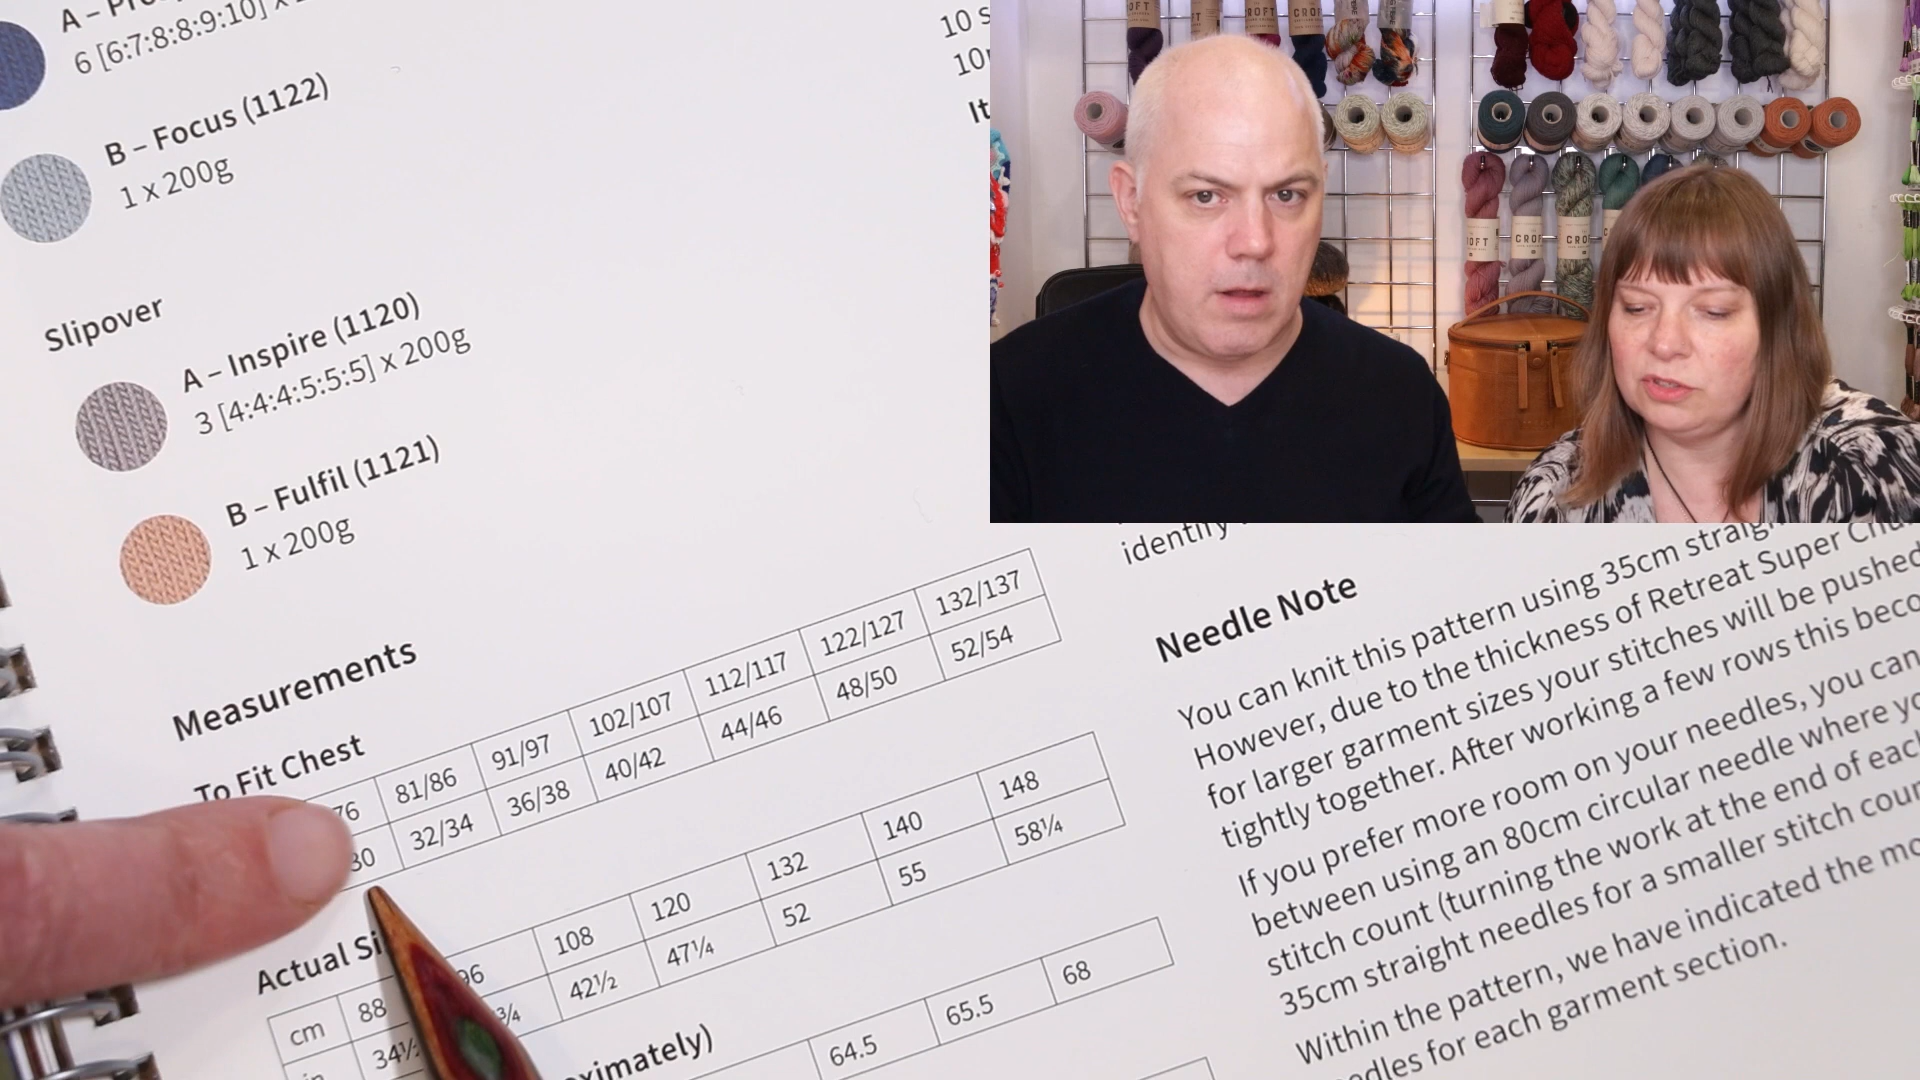 6 [6:7:8:8:9:10] x
B – Focus (1122)
1 x 200g
Slipover
A – Inspire (1120)
3 [4:4:4:5:5:5] x 200g
B – Fulfil (1121)
1 x 200g
Measurements
To Fit Chest
76 81/86 91/97 102/107 112/117 122/127 132/137
30 32/34 36/38 40/42 44/46 48/50 52/54
Actual
cm 88 96 108 120 132 140 148
34½ ¾ 42½ 47¼ 52 55 58¼
64.5 65.5 68
10
identify
Needle Note
You can knit this pattern using 35cm straight
However, due to the thickness of Retreat Super
for larger garment sizes your stitches will be pushed
tightly together. After working a few rows this
If you prefer more room on your needles, you can
between using an 80cm circular needle where
stitch count (turning the work at the end of each
35cm straight needles for a smaller stitch
Within the pattern, we have indicated the
needles for each garment section.
CROFT
CROFT
CROFT